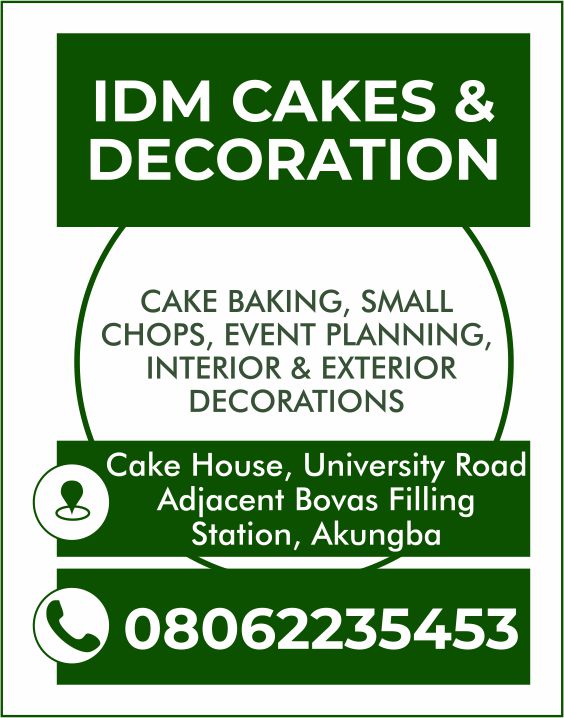 IDM CAKES &
DECORATION
CAKE BAKING, SMALL
CHOPS, EVENT PLANNING,
INTERIOR & EXTERIOR
DECORATIONS
Cake House, University Road
Adjacent Bovas Filling
Station, Akungba
08062235453